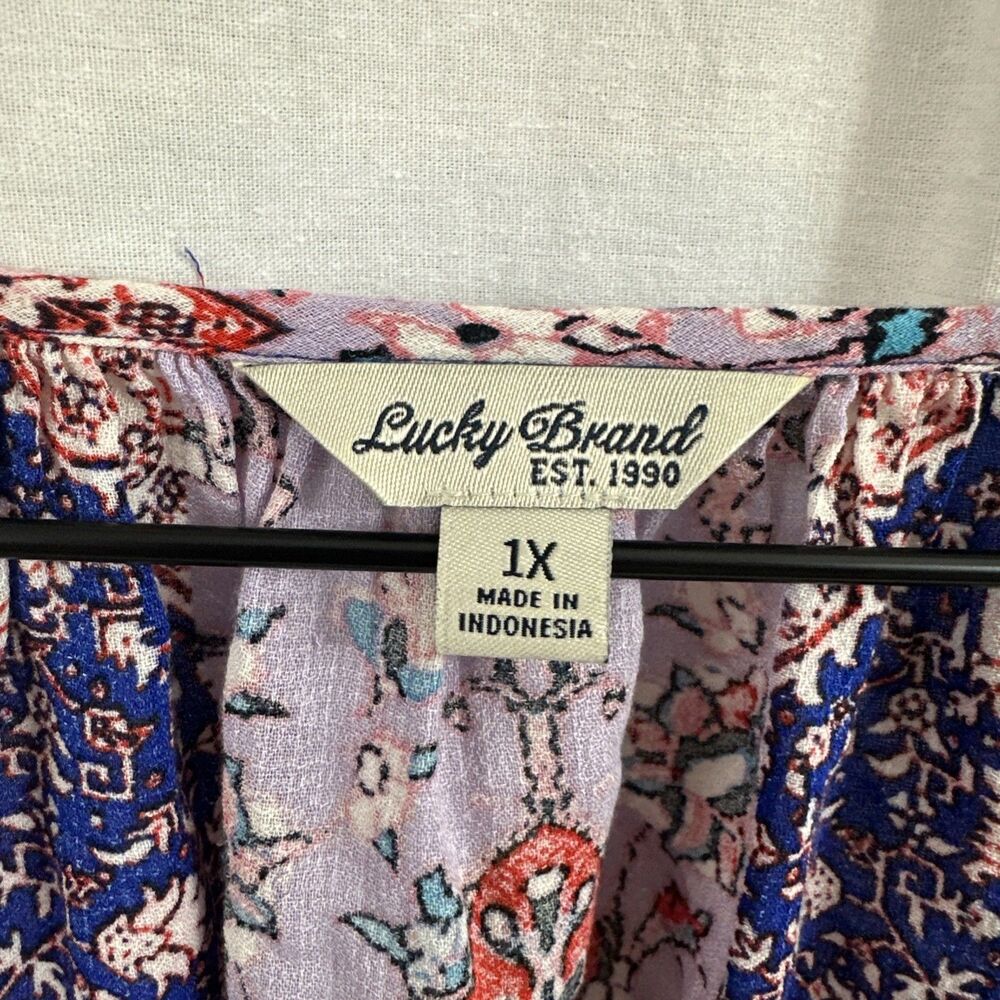 Lucky Brand
EST. 1990
1X
MADE IN
INDONESIA